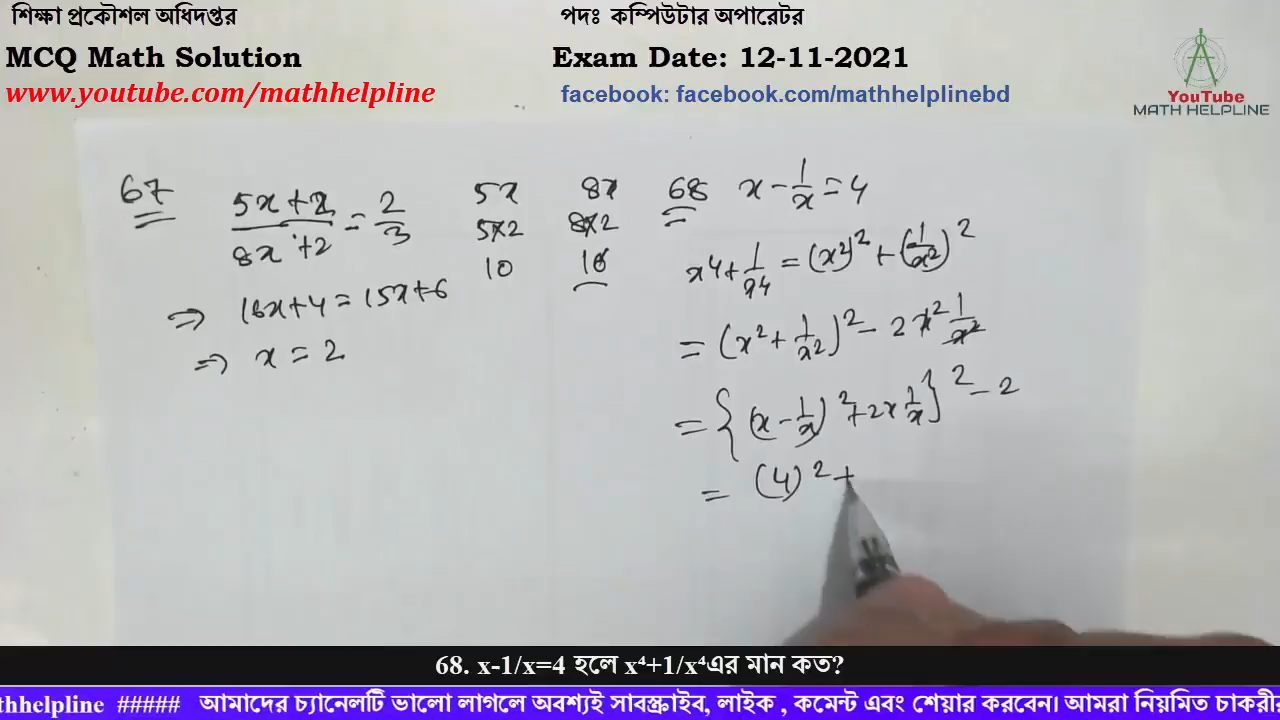 শিক্ষা প্রকৌশল অধিদপ্তর
পদঃ কম্পিউটার অপারেটর
MCQ Math Solution
Exam Date: 12-11-2021
www.youtube.com/mathhelpline
facebook: facebook.com/mathhelplinebd
YouTube
MATH HELPLINE
67
(5x+2)/(8x+2) = 2/3
⇒ 16x+4 = 15x+6
⇒ x = 2
5x 8x
5×2 8×2
10 16
68 x - 1/x = 4
x⁴ + 1/x⁴ = (x²)² + (1/x²)²
= (x² + 1/x²)² - 2x² 1/x²
= {(x - 1/x)² + 2x 1/x}² - 2
= (4)² +
68. x-1/x=4 হলে x⁴+1/x⁴এর মান কত?
thhelpline ##### আমাদের চ্যানেলটি ভালো লাগলে অবশ্যই সাবস্ক্রাইব, লাইক , কমেন্ট এবং শেয়ার করবেন। আমরা নিয়মিত চাকরীর